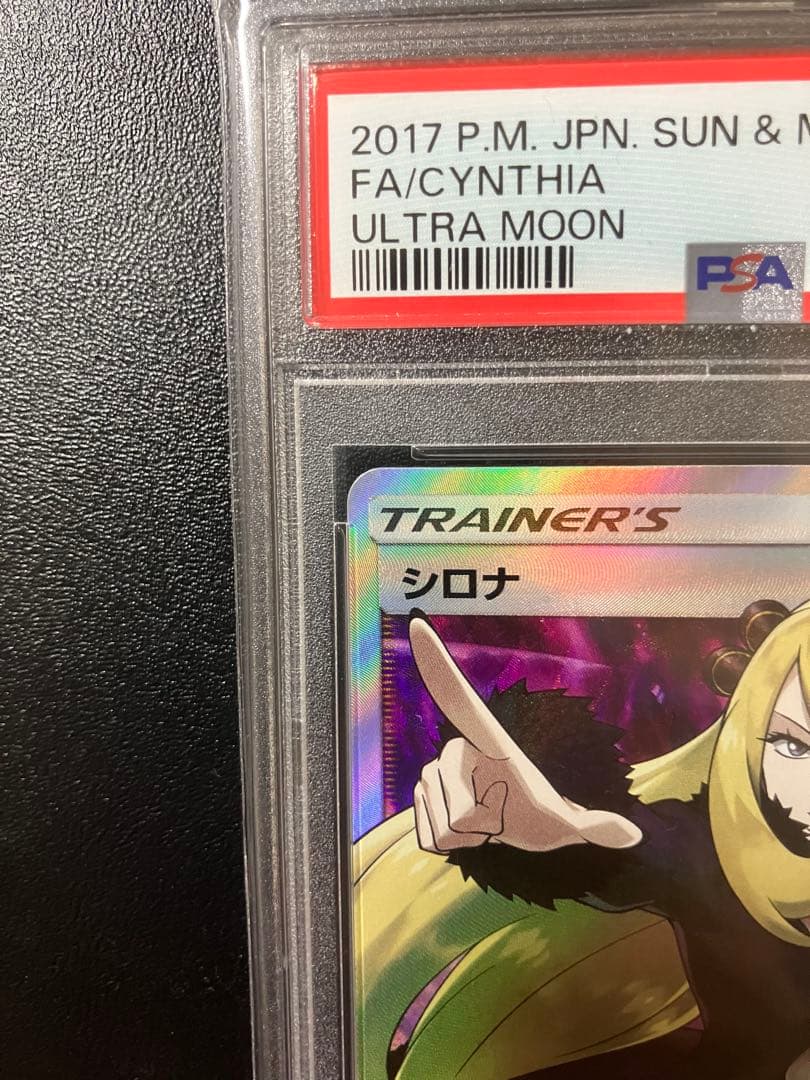 2017 P.M. JPN. SUN & M
FA/CYNTHIA
ULTRA MOON
PSA
TRAINER'S
シロナ